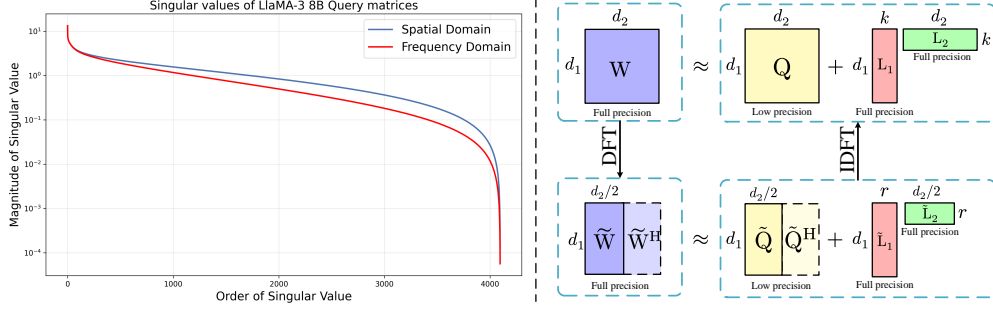 Singular values of LlaMA-3 8B Query matrices
Magnitude of Singular Value
10¹
10⁰
10⁻¹
10⁻²
10⁻³
10⁻⁴
Spatial Domain
Frequency Domain
0
1000
2000
3000
4000
Order of Singular Value
d₂
d₁
W
Full precision
≈
d₂
d₁
Q
Low precision
+
k
d₁
L₁
Full precision
d₂
L₂
k
Full precision
DFT
IDFT
d₂/2
d₁
W̃
W̃ᴴ
Full precision
≈
d₂/2
d₁
Q̃
Q̃ᴴ
Low precision
+
r
d₁
L̃₁
Full precision
d₂/2
L̃₂
r
Full precision